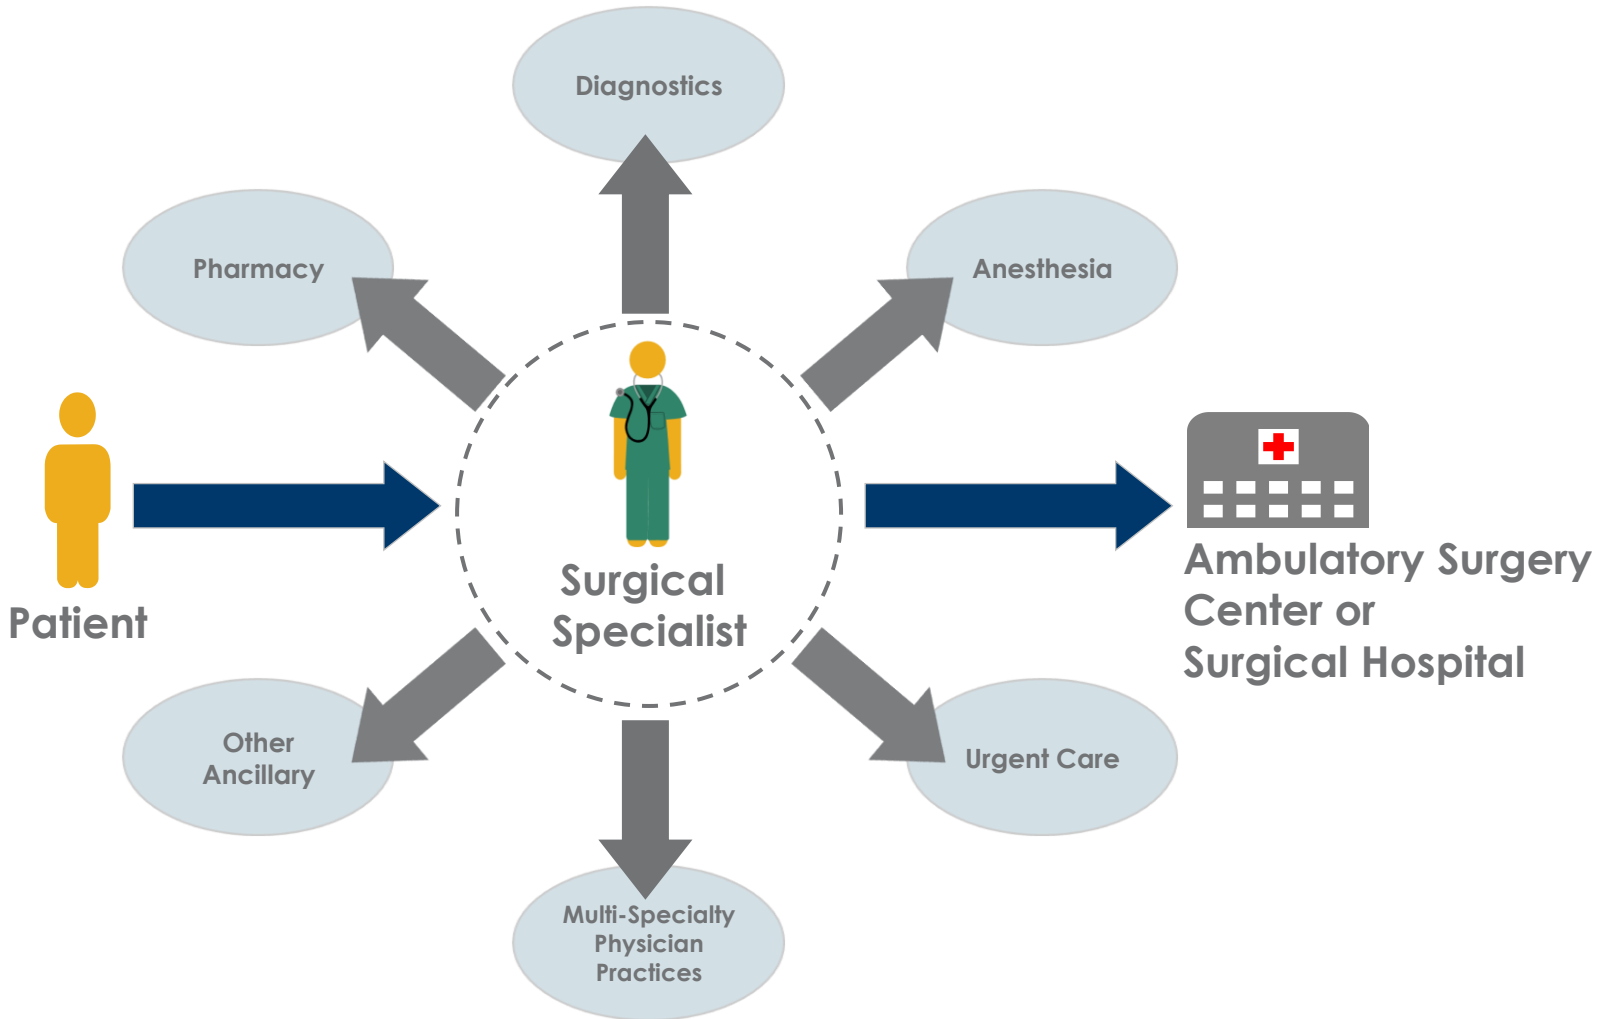 Diagnostics
Pharmacy
Anesthesia
Patient
Surgical
Specialist
Ambulatory Surgery
Center or
Surgical Hospital
Other
Ancillary
Urgent Care
Multi-Specialty
Physician
Practices